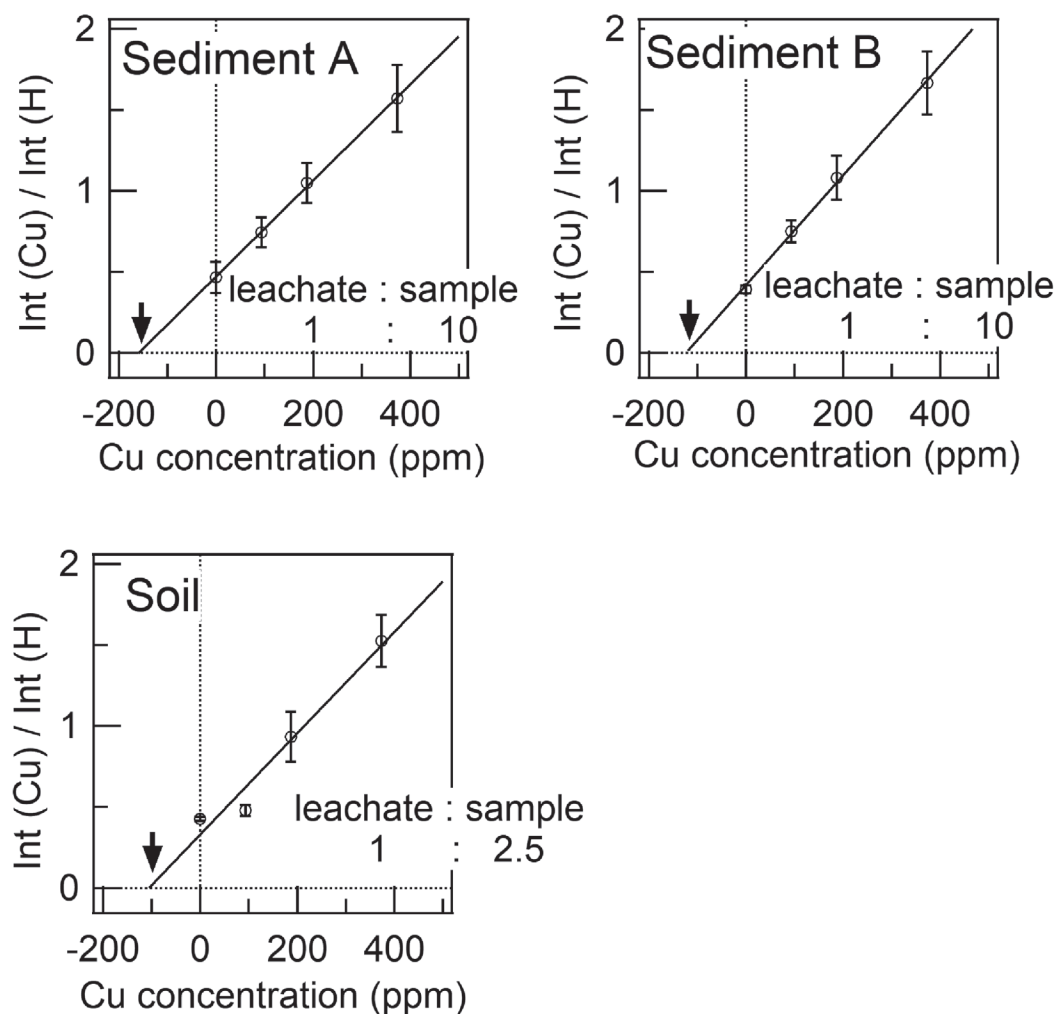 Sediment A
Int (Cu) / Int (H)
2
1
0
leachate : sample
1 : 10
-200 0 200 400
Cu concentration (ppm)
Sediment B
Int (Cu) / Int (H)
2
1
0
leachate : sample
1 : 10
-200 0 200 400
Cu concentration (ppm)
Soil
Int (Cu) / Int (H)
2
1
0
leachate : sample
1 : 2.5
-200 0 200 400
Cu concentration (ppm)